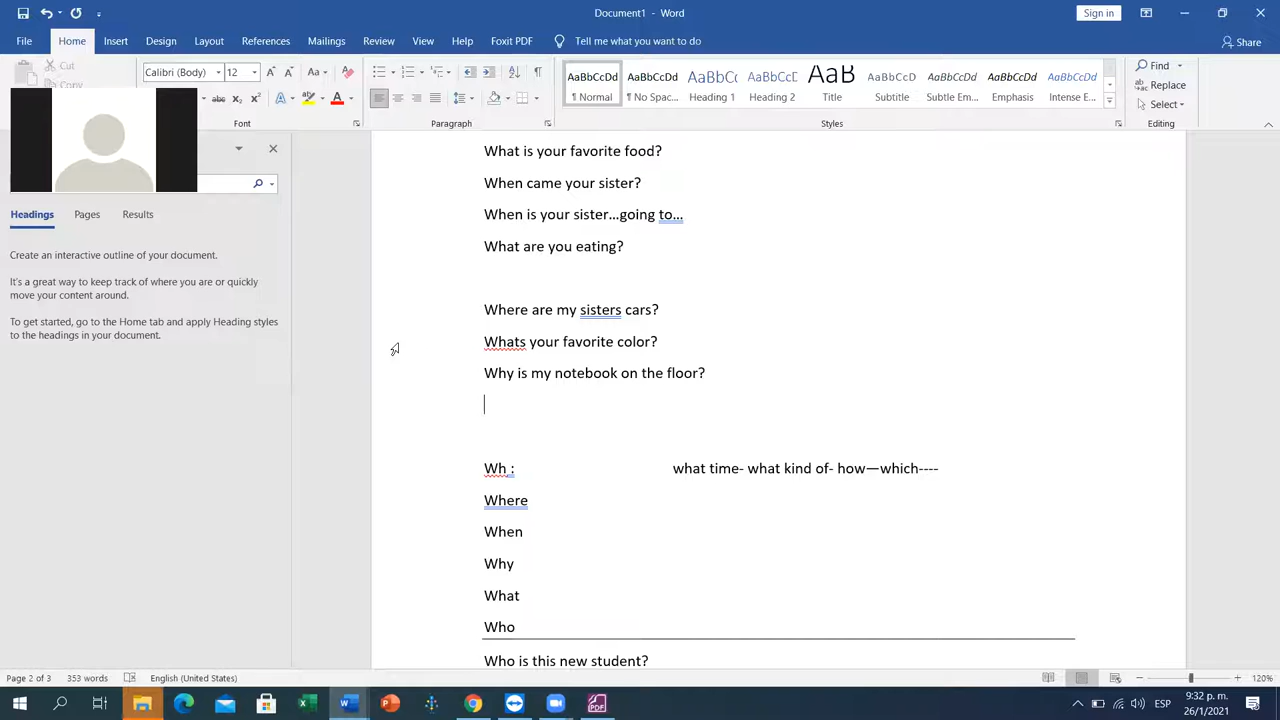 Document1 - Word
Sign in
File Home Insert Design Layout References Mailings Review View Help Foxit PDF Tell me what you want to do
Share
Cut
Copy
Calibri (Body) 12
Aa
abc x₂ x²
Font
Paragraph
AaBbCcDd AaBbCcDd AaBbCc AaBbCcD AaB AaBbCcDd AaBbCcDd AaBbCcDd AaBbCcDd
¶ Normal ¶ No Spac... Heading 1 Heading 2 Title Subtitle Subtle Em... Emphasis Intense E...
Styles
Find
Replace
Select
Editing
Headings Pages Results
Create an interactive outline of your document.
It's a great way to keep track of where you are or quickly
move your content around.
To get started, go to the Home tab and apply Heading styles
to the headings in your document.
What is your favorite food?
When came your sister?
When is your sister...going to...
What are you eating?
Where are my sisters cars?
Whats your favorite color?
Why is my notebook on the floor?
Wh : what time- what kind of- how—which----
Where
When
Why
What
Who
Who is this new student?
Page 2 of 3 353 words English (United States) 120%
ESP
9:32 p. m.
26/1/2021